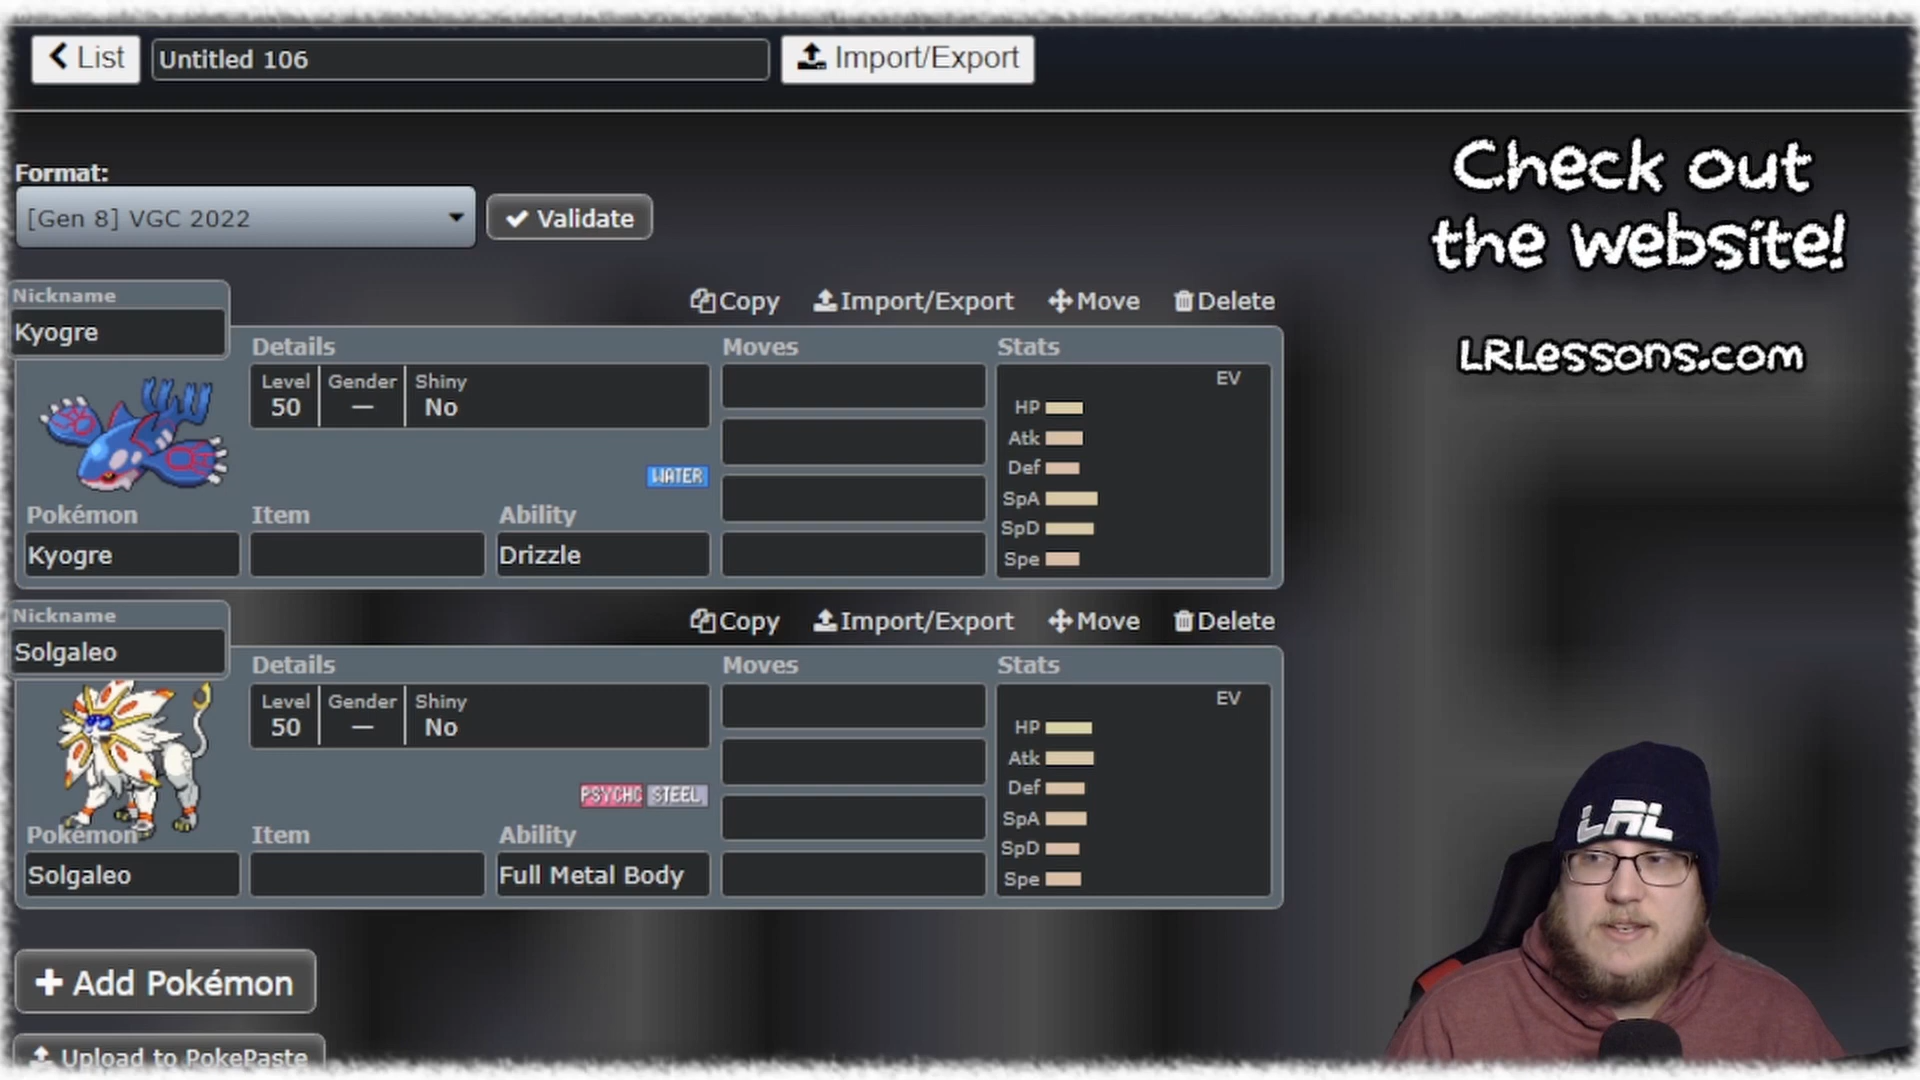 List
Untitled 106
Import/Export
Format:
[Gen 8] VGC 2022
Validate
Check out
the website!
LRLessons.com
Nickname
Kyogre
Copy Import/Export Move Delete
Details
Level Gender Shiny
50 — No
WATER
Moves
Stats
EV
HP
Atk
Def
SpA
SpD
Spe
Pokémon Item Ability
Kyogre Drizzle
Nickname
Solgaleo
Copy Import/Export Move Delete
Details
Level Gender Shiny
50 — No
PSYCHC STEEL
Moves
Stats
EV
HP
Atk
Def
SpA
SpD
Spe
Pokémon Item Ability
Solgaleo Full Metal Body
Add Pokémon
Upload to PokePaste
LRL